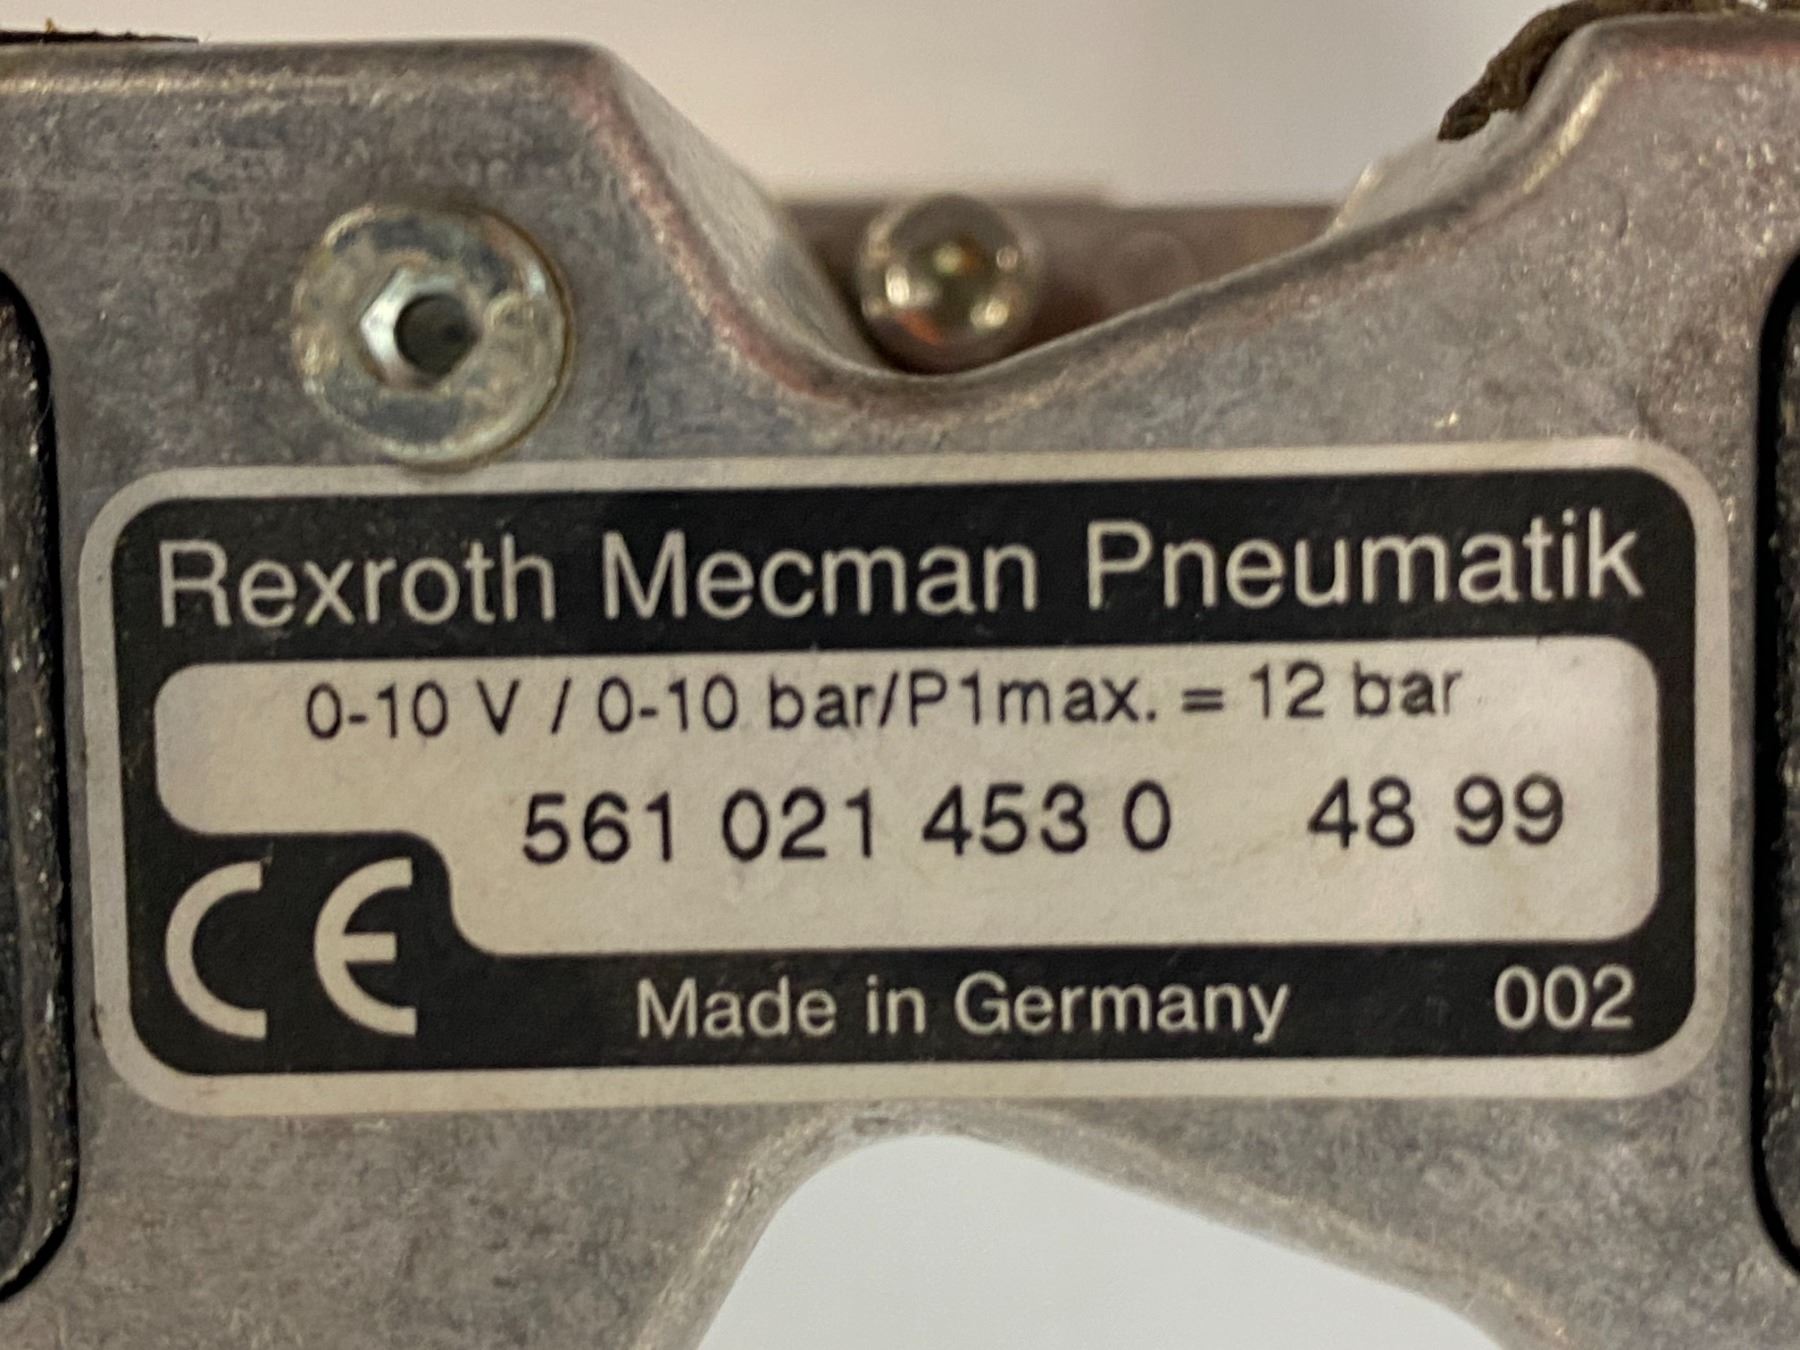 Rexroth Mecman Pneumatik
0-10 V / 0-10 bar/P1max. = 12 bar
561 021 453 0 48 99
CE
Made in Germany 002